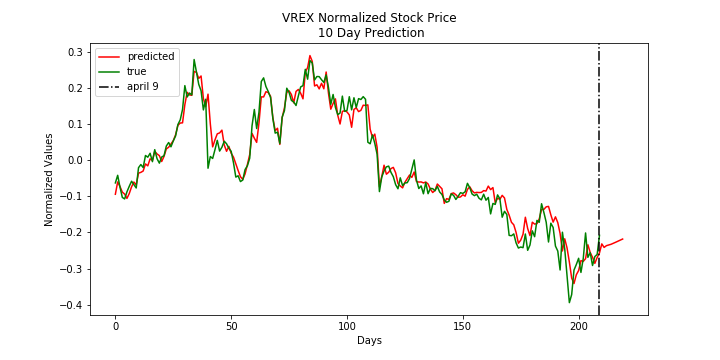 VREX Normalized Stock Price
10 Day Prediction
predicted
true
april 9
Normalized Values
0.3
0.2
0.1
0.0
−0.1
−0.2
−0.3
−0.4
0
50
100
150
200
Days